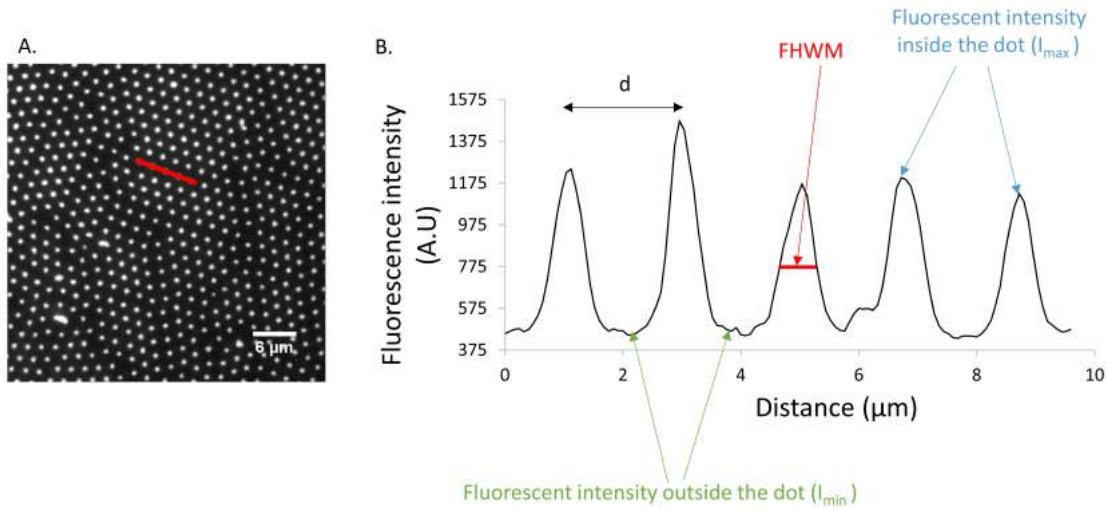 A.
6 μm
B.
Fluorescent intensity
inside the dot (Imax)
FHWM
d
Fluorescence intensity
(A.U)
1575
1375
1175
975
775
575
375
0
2
4
6
8
10
Distance (μm)
Fluorescent intensity outside the dot (Imin )